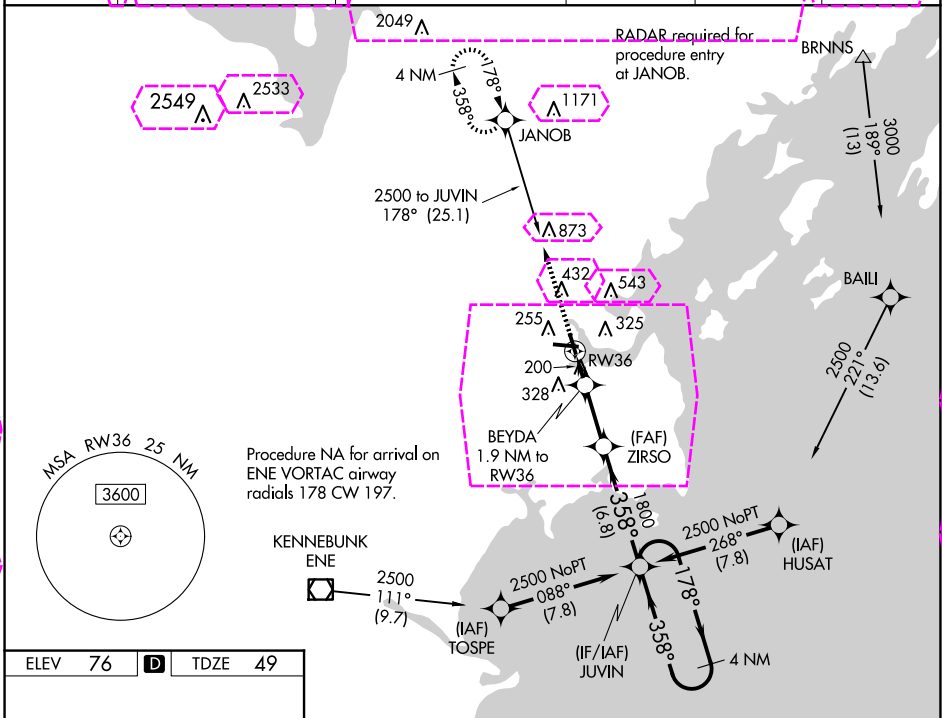 2049
RADAR required for
procedure entry
at JANOB.
BRNNS
4 NM
178°
358°
2549
2533
1171
JANOB
3000
189°
(13)
2500 to JUVIN
178° (25.1)
873
432
543
BAILI
255
325
RW36
200
328
2500
221°
(13.6)
BEYDA
1.9 NM to
RW36
(FAF)
ZIRSO
MSA RW36 25 NM
3600
Procedure NA for arrival on
ENE VORTAC airway
radials 178 CW 197.
1800
358°
(6.8)
2500 NoPT
268°
(7.8)
(IAF)
HUSAT
KENNEBUNK
ENE
2500
111°
(9.7)
2500 NoPT
088°
(7.8)
(IAF)
TOSPE
(IF/IAF)
JUVIN
178°
358°
4 NM
ELEV 76 D TDZE 49